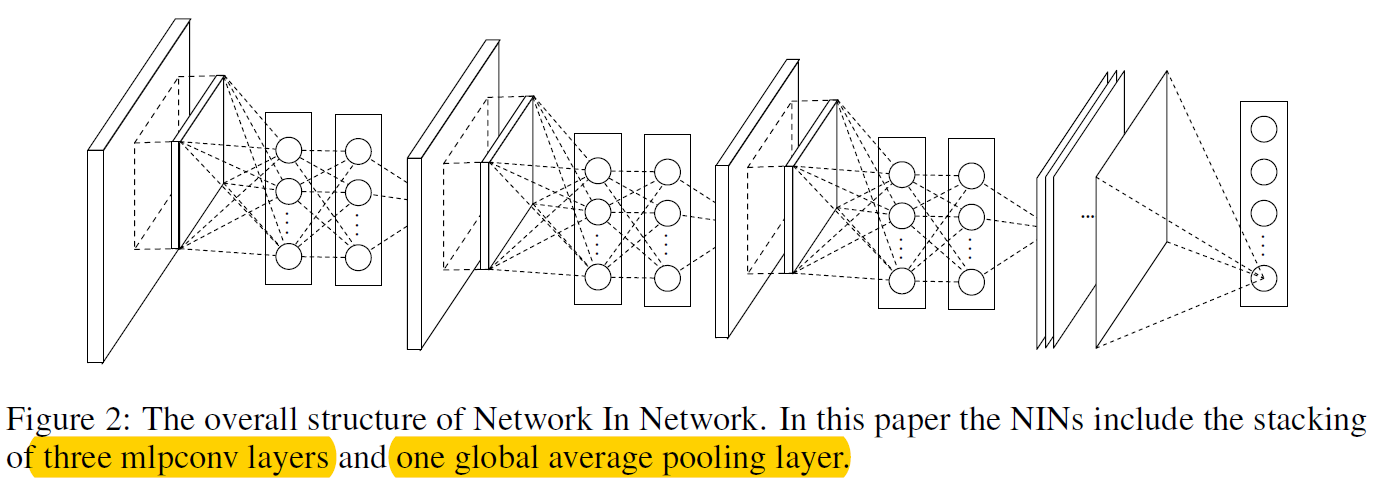 ...
Figure 2: The overall structure of Network In Network. In this paper the NINs include the stacking
of three mlpconv layers and one global average pooling layer.